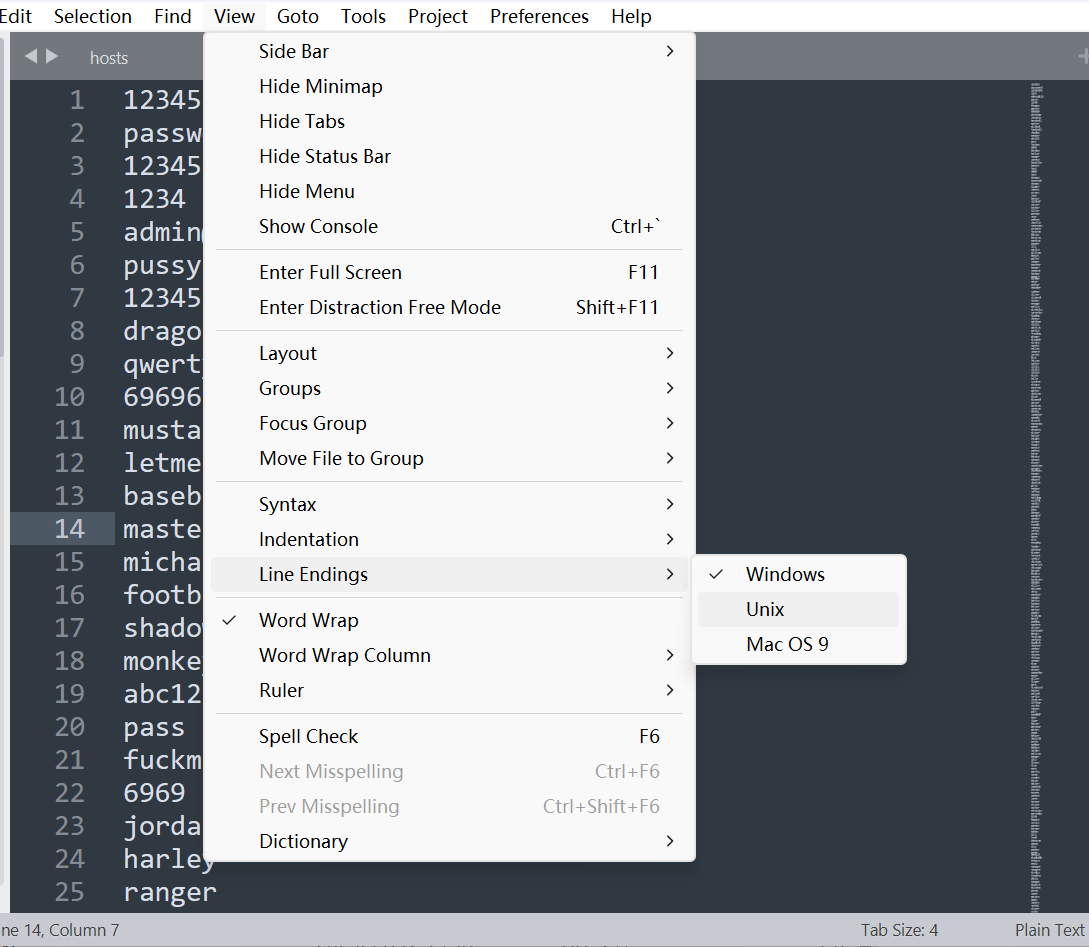 Edit Selection Find View Goto Tools Project Preferences Help
hosts
Side Bar
Hide Minimap
Hide Tabs
Hide Status Bar
Hide Menu
Show Console Ctrl+`
Enter Full Screen F11
Enter Distraction Free Mode Shift+F11
Layout
Groups
Focus Group
Move File to Group
Syntax
Indentation
Line Endings
Windows
Unix
Mac OS 9
Word Wrap
Word Wrap Column
Ruler
Spell Check F6
Next Misspelling Ctrl+F6
Prev Misspelling Ctrl+Shift+F6
Dictionary
1 12345
2 passw
3 12345
4 1234
5 admin
6 pussy
7 12345
8 drago
9 qwert
10 69696
11 musta
12 letme
13 baseb
14 maste
15 micha
16 footb
17 shado
18 monke
19 abc12
20 pass
21 fuckm
22 6969
23 jorda
24 harley
25 ranger
ne 14, Column 7 Tab Size: 4 Plain Text